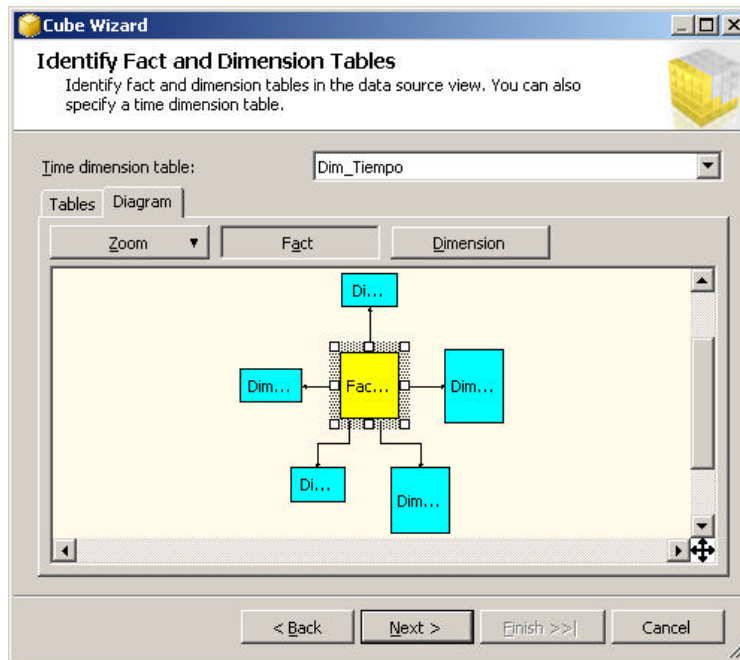 Cube Wizard
Identify Fact and Dimension Tables
Identify fact and dimension tables in the data source view. You can also
specify a time dimension table.
Time dimension table: Dim_Tiempo
Tables Diagram
Zoom Fact Dimension
Di...
Dim... Fac... Dim...
Di... Dim...
< Back Next > Finish >>| Cancel